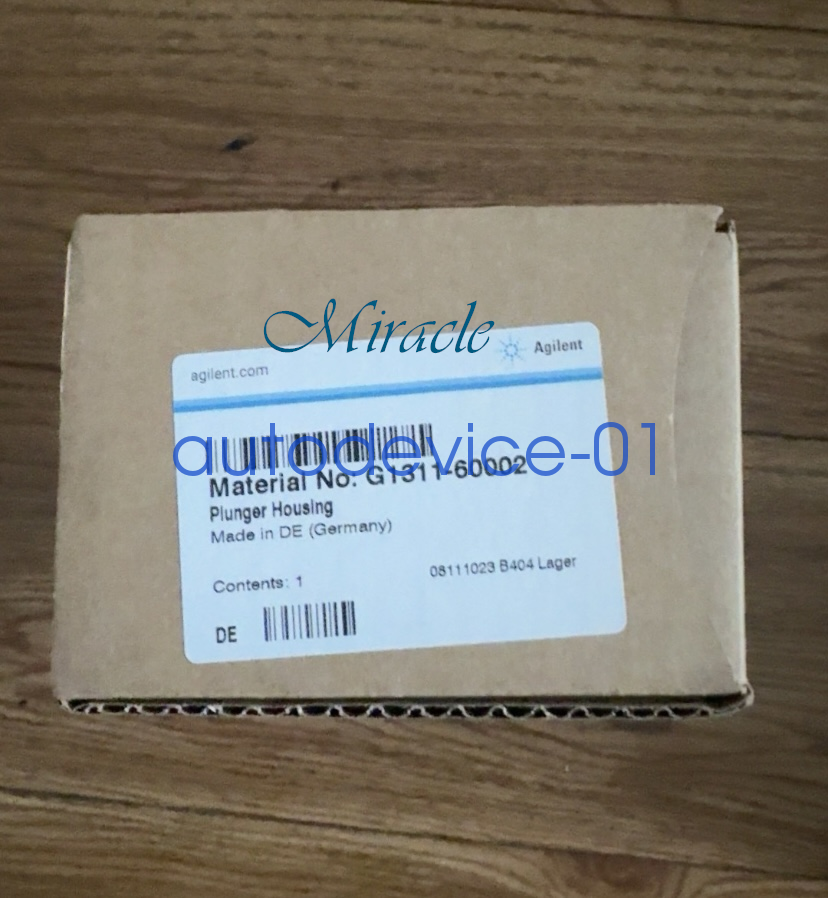 Miracle
agilent.com
Agilent
autodevice-01
Material No: G1311-60002
Plunger Housing
Made in DE (Germany)
Contents: 1
08111023 B404 Lager
DE